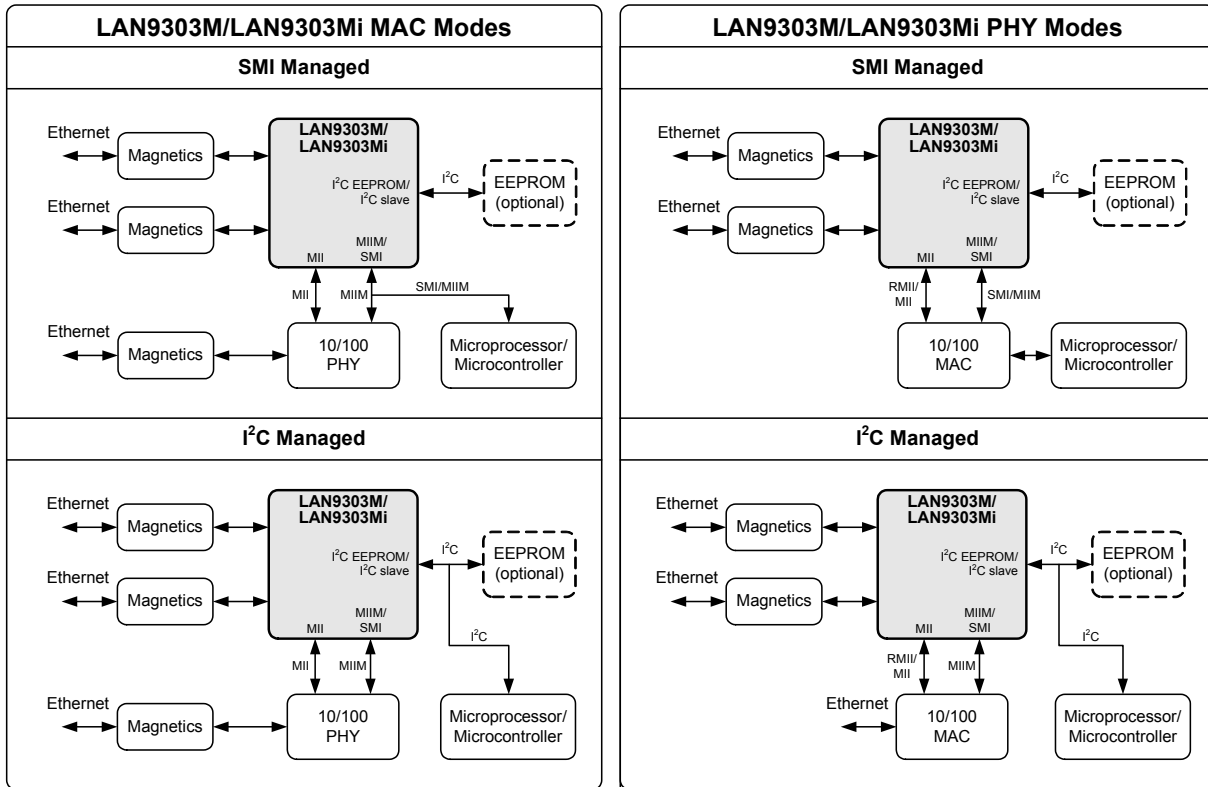 LAN9303M/LAN9303Mi MAC Modes
SMI Managed
Ethernet
Magnetics
LAN9303M/
LAN9303Mi
I²C EEPROM/
I²C slave
I²C
EEPROM
(optional)
Ethernet
Magnetics
MII
MIIM/
SMI
MII
MIIM
SMI/MIIM
Ethernet
Magnetics
10/100
PHY
Microprocessor/
Microcontroller
I²C Managed
Ethernet
Magnetics
LAN9303M/
LAN9303Mi
I²C EEPROM/
I²C slave
I²C
EEPROM
(optional)
Ethernet
Magnetics
MII
MIIM/
SMI
MII
MIIM
I²C
Ethernet
Magnetics
10/100
PHY
Microprocessor/
Microcontroller
LAN9303M/LAN9303Mi PHY Modes
SMI Managed
Ethernet
Magnetics
LAN9303M/
LAN9303Mi
I²C EEPROM/
I²C slave
I²C
EEPROM
(optional)
Ethernet
Magnetics
MII
MIIM/
SMI
RMII/
MII
SMI/MIIM
10/100
MAC
Microprocessor/
Microcontroller
I²C Managed
Ethernet
Magnetics
LAN9303M/
LAN9303Mi
I²C EEPROM/
I²C slave
I²C
EEPROM
(optional)
Ethernet
Magnetics
MII
MIIM/
SMI
RMII/
MII
MIIM
I²C
Ethernet
10/100
MAC
Microprocessor/
Microcontroller